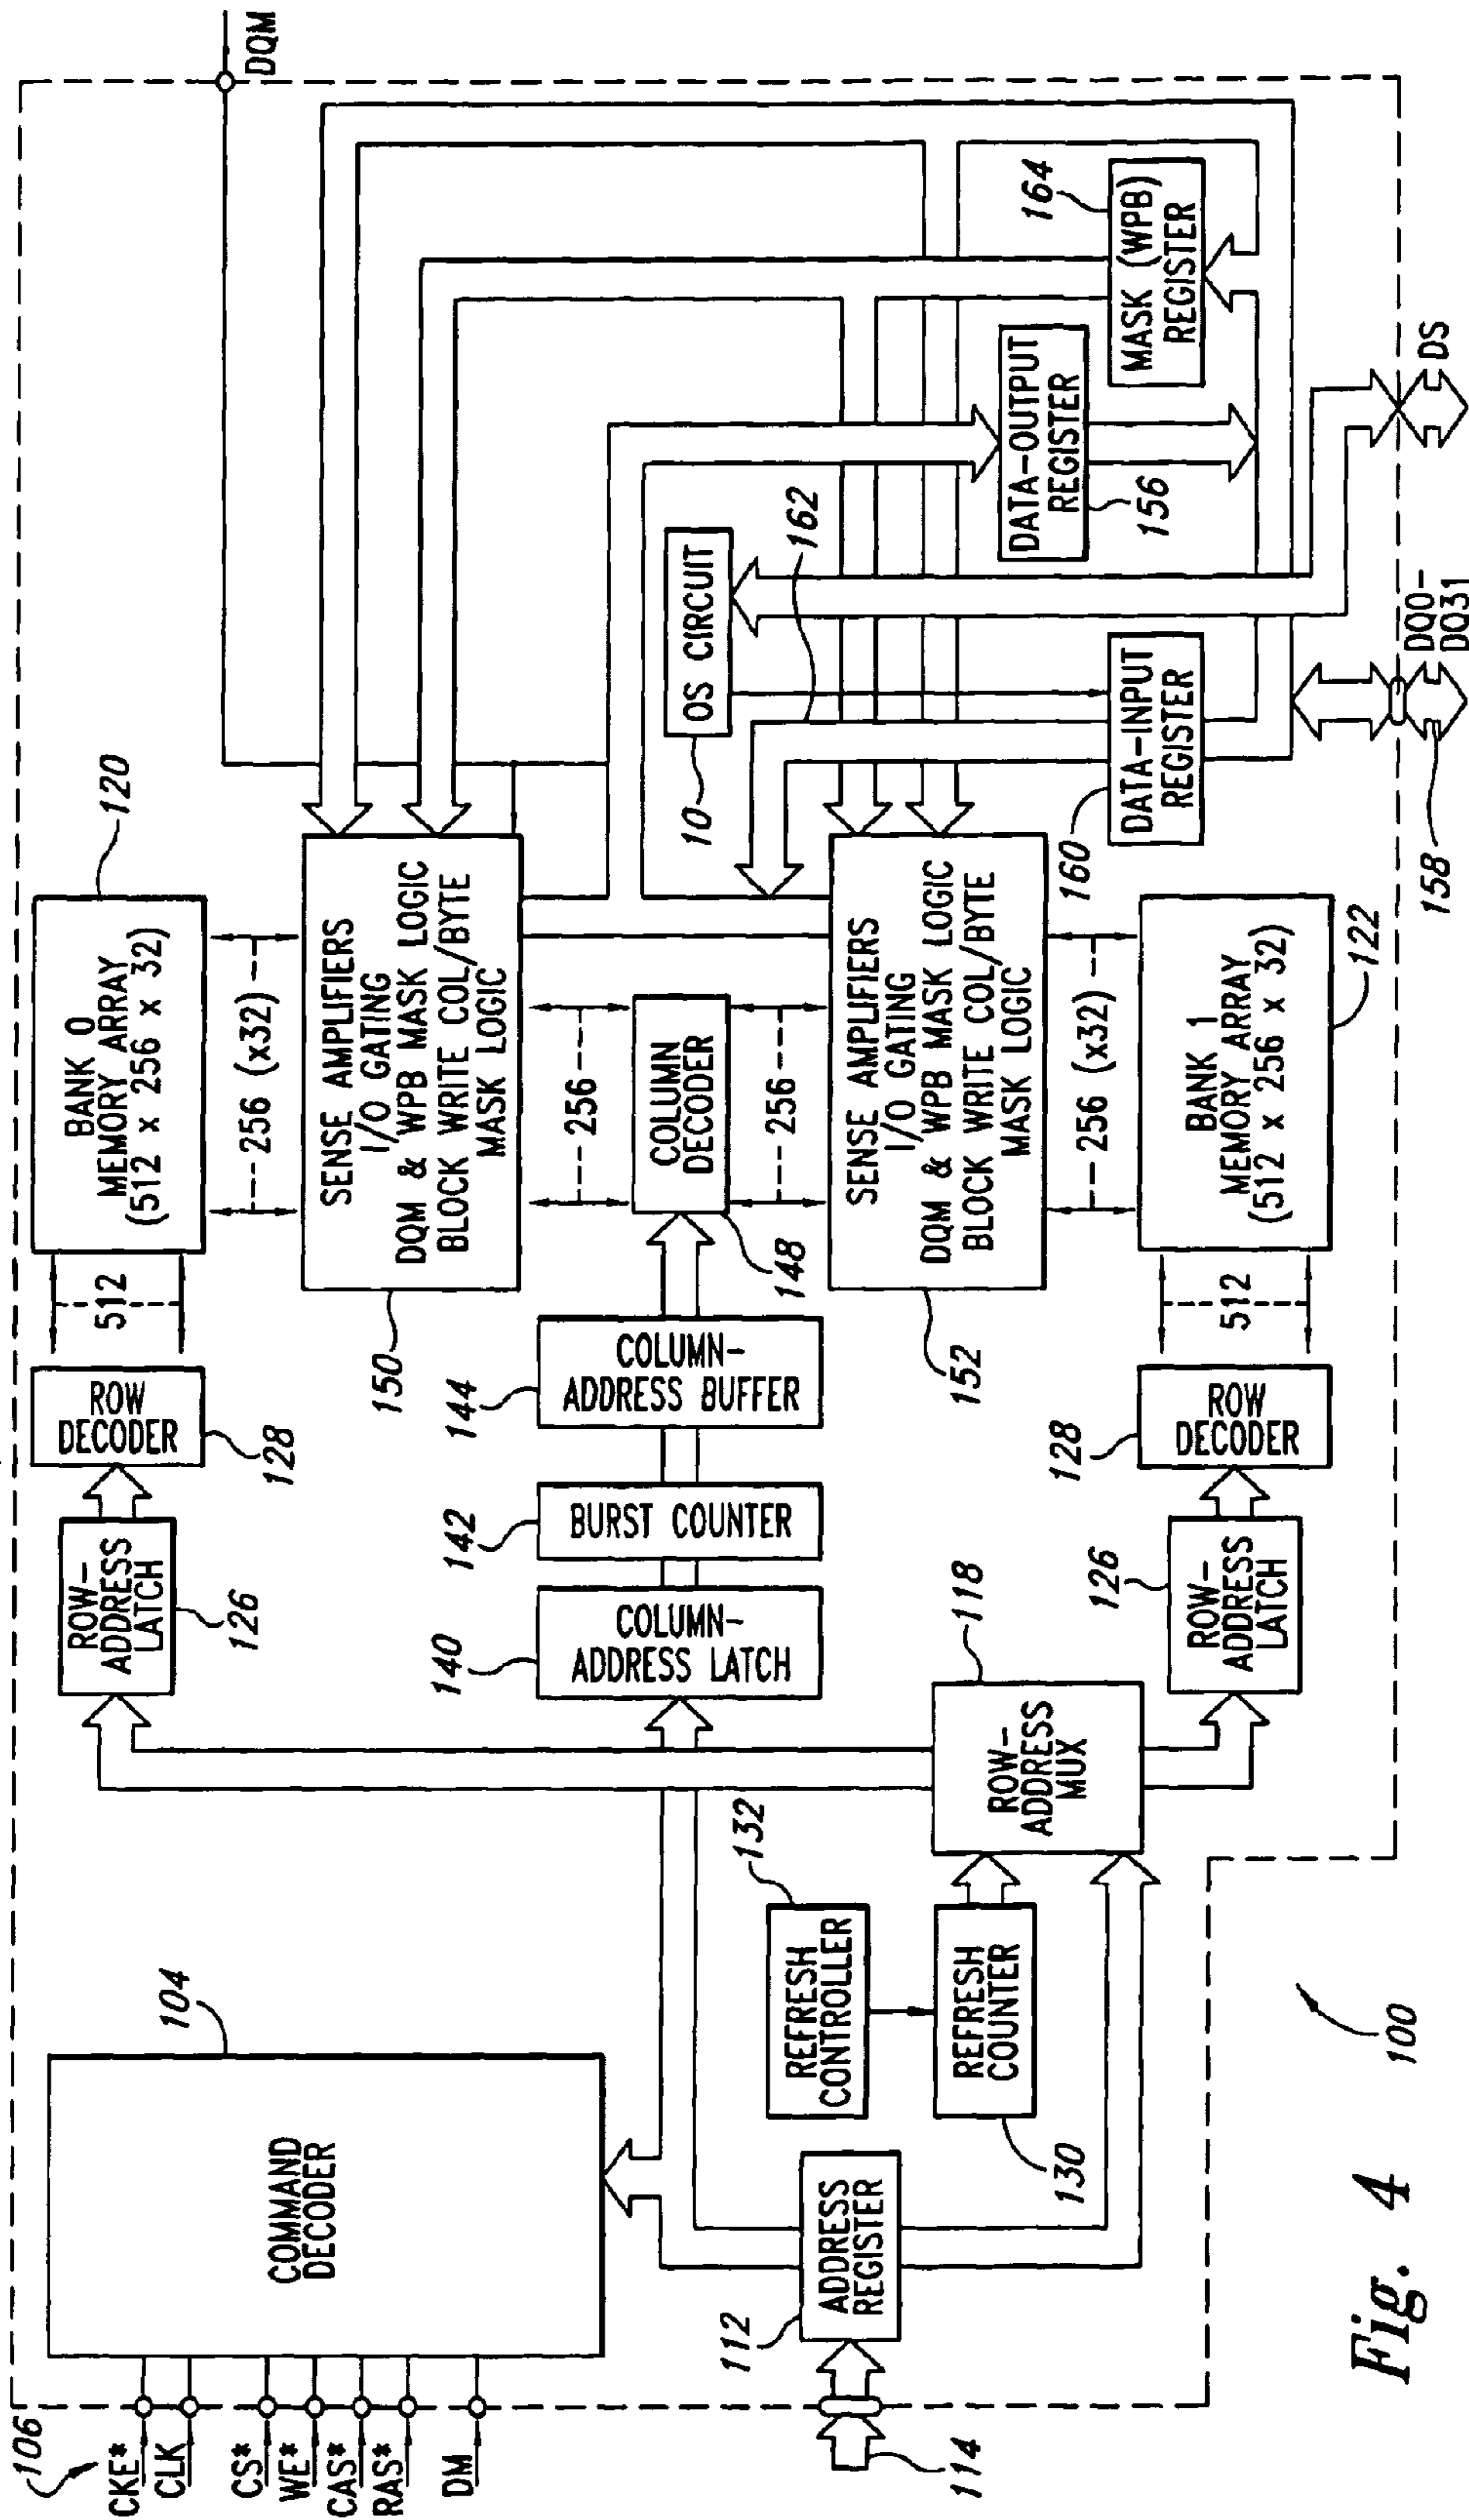 106
CKE*
CLK
CS*
WE*
CAS*
RAS*
DM
COMMAND
DECODER
104
114
112
ADDRESS
REGISTER
REFRESH
CONTROLLER
132
REFRESH
COUNTER
130
ROW-
ADDRESS
MUX
118
ROW-
ADDRESS
LATCH
126
ROW
DECODER
128
512
BANK 0
MEMORY ARRAY
(512 x 256 x 32)
120
256 (x32)
SENSE AMPLIFIERS
I/O GATING
DQM & WPB MASK LOGIC
BLOCK WRITE COL/BYTE
MASK LOGIC
150
256
140
COLUMN-
ADDRESS LATCH
142
BURST COUNTER
144
COLUMN-
ADDRESS BUFFER
COLUMN
DECODER
148
256
SENSE AMPLIFIERS
I/O GATING
DQM & WPB MASK LOGIC
BLOCK WRITE COL/BYTE
MASK LOGIC
152
256 (x32)
126
ROW-
ADDRESS
LATCH
128
ROW
DECODER
512
BANK 1
MEMORY ARRAY
(512 x 256 x 32)
122
10
OS CIRCUIT
162
160
DATA-INPUT
REGISTER
DATA-OUTPUT
REGISTER
156
164
MASK (WPB)
REGISTER
DQM
158
DQ0-
DQ31
DS
100
Fig. 4